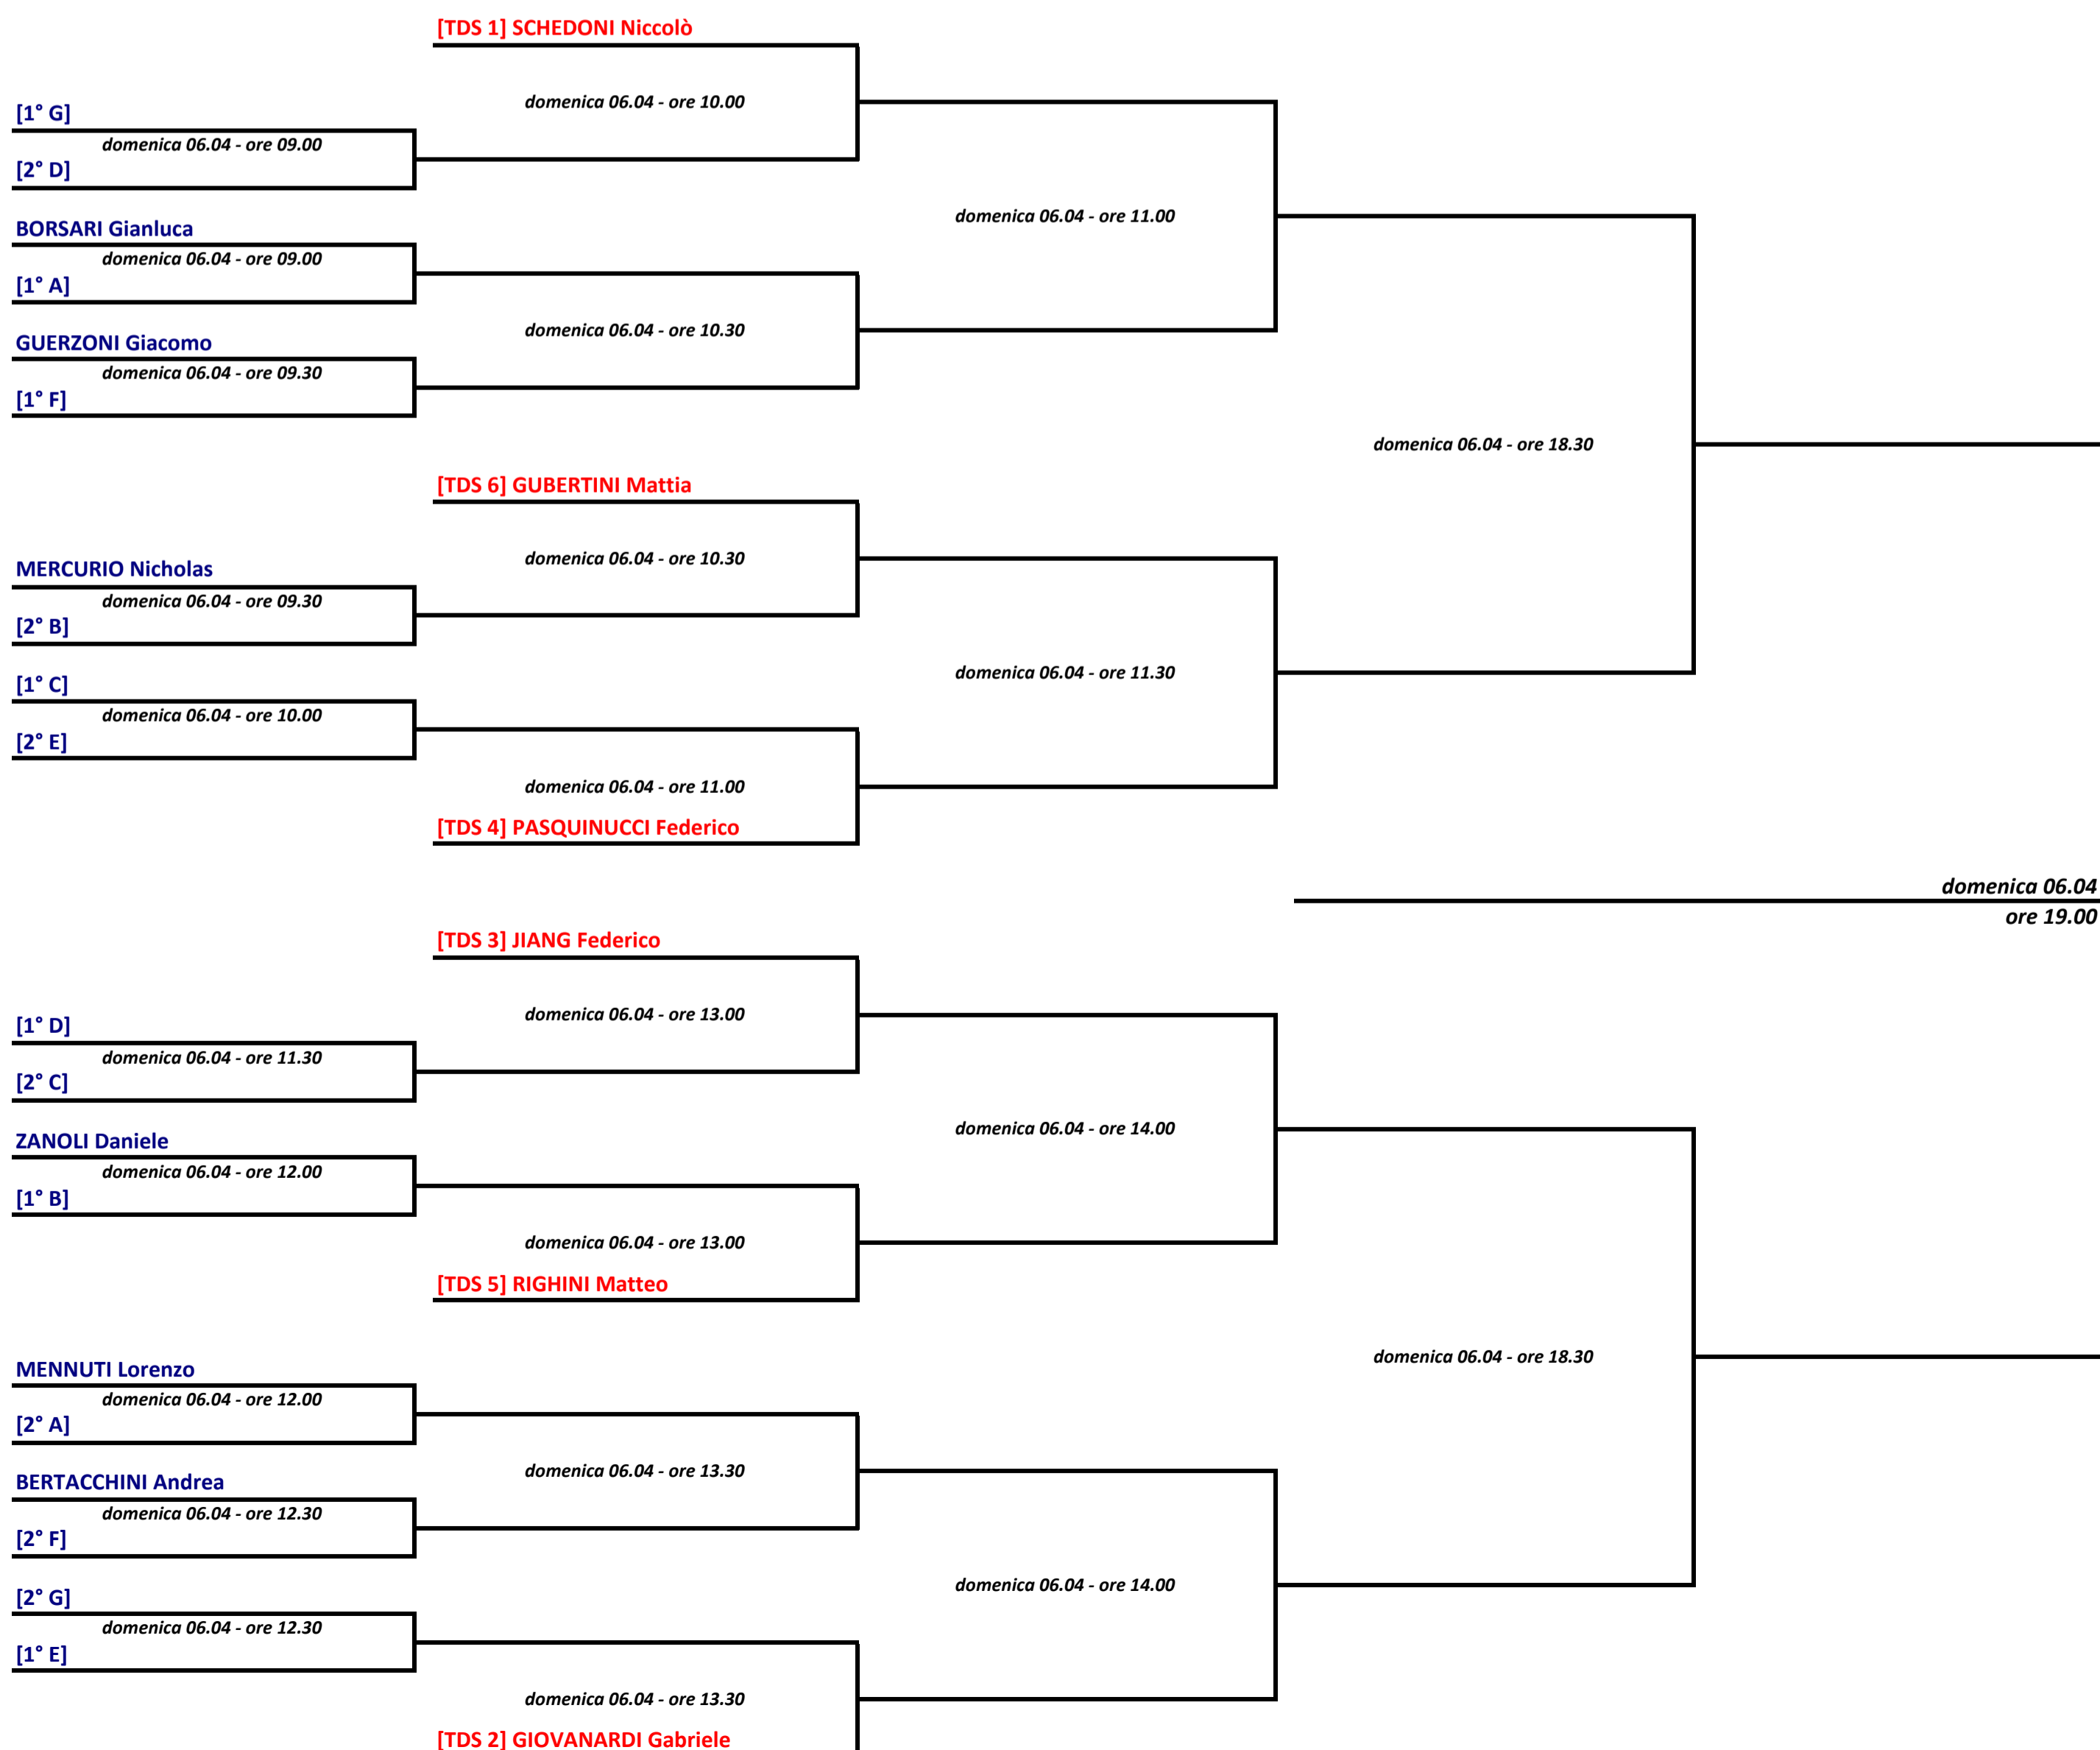 [TDS 1] SCHEDONI Niccolò
domenica 06.04 - ore 10.00
[1° G]
domenica 06.04 - ore 09.00
[2° D]
domenica 06.04 - ore 11.00
BORSARI Gianluca
domenica 06.04 - ore 09.00
[1° A]
domenica 06.04 - ore 10.30
GUERZONI Giacomo
domenica 06.04 - ore 09.30
[1° F]
domenica 06.04 - ore 18.30
[TDS 6] GUBERTINI Mattia
domenica 06.04 - ore 10.30
MERCURIO Nicholas
domenica 06.04 - ore 09.30
[2° B]
domenica 06.04 - ore 11.30
[1° C]
domenica 06.04 - ore 10.00
[2° E]
domenica 06.04 - ore 11.00
[TDS 4] PASQUINUCCI Federico
domenica 06.04
ore 19.00
[TDS 3] JIANG Federico
domenica 06.04 - ore 13.00
[1° D]
domenica 06.04 - ore 11.30
[2° C]
domenica 06.04 - ore 14.00
ZANOLI Daniele
domenica 06.04 - ore 12.00
[1° B]
domenica 06.04 - ore 13.00
[TDS 5] RIGHINI Matteo
domenica 06.04 - ore 18.30
MENNUTI Lorenzo
domenica 06.04 - ore 12.00
[2° A]
domenica 06.04 - ore 13.30
BERTACCHINI Andrea
domenica 06.04 - ore 12.30
[2° F]
domenica 06.04 - ore 14.00
[2° G]
domenica 06.04 - ore 12.30
[1° E]
domenica 06.04 - ore 13.30
[TDS 2] GIOVANARDI Gabriele